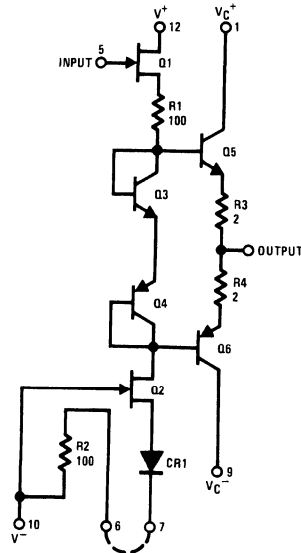 V+
12
VC+
1
5
INPUT
Q1
R1
100
Q5
Q3
R3
2
OUTPUT
R4
2
Q4
Q6
Q2
R2
100
CR1
9
VC-
V-
10
6
7